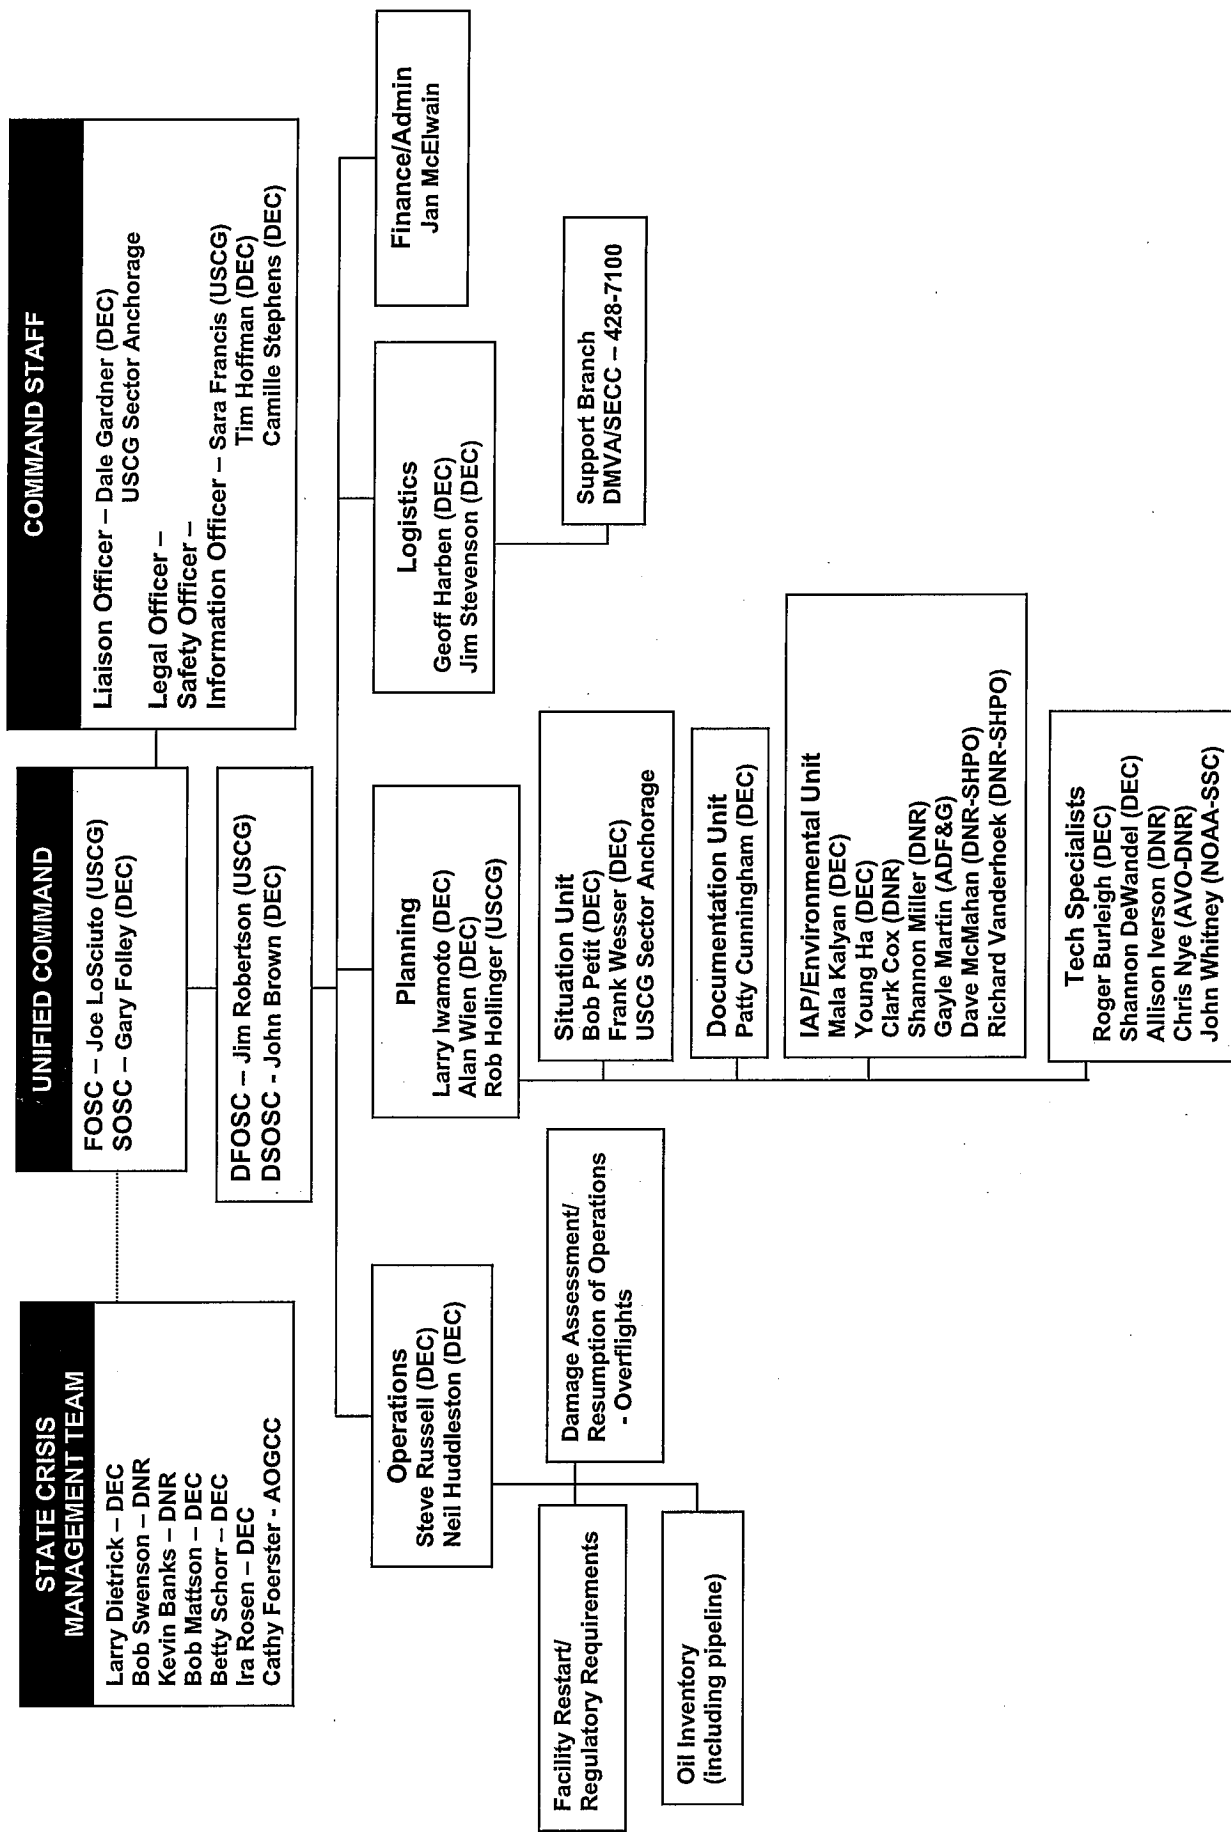 STATE CRISIS
MANAGEMENT TEAM
Larry Dietrick – DEC
Bob Swenson – DNR
Kevin Banks – DNR
Bob Mattson – DEC
Betty Schorr – DEC
Ira Rosen – DEC
Cathy Foerster - AOGCC
UNIFIED COMMAND
FOSC – Joe LoSciuto (USCG)
SOSC – Gary Folley (DEC)
DFOSC – Jim Robertson (USCG)
DSOSC - John Brown (DEC)
COMMAND STAFF
Liaison Officer – Dale Gardner (DEC)
USCG Sector Anchorage
Legal Officer –
Safety Officer –
Information Officer – Sara Francis (USCG)
Tim Hoffman (DEC)
Camille Stephens (DEC)
Operations
Steve Russell (DEC)
Neil Huddleston (DEC)
Facility Restart/
Regulatory Requirements
Damage Assessment/
Resumption of Operations
- Overflights
Oil Inventory
(including pipeline)
Planning
Larry Iwamoto (DEC)
Alan Wien (DEC)
Rob Hollinger (USCG)
Situation Unit
Bob Petit (DEC)
Frank Wesser (DEC)
USCG Sector Anchorage
Documentation Unit
Patty Cunningham (DEC)
IAP/Environmental Unit
Mala Kalyan (DEC)
Young Ha (DEC)
Clark Cox (DNR)
Shannon Miller (DNR)
Gayle Martin (ADF&G)
Dave McMahan (DNR-SHPO)
Richard Vanderhoek (DNR-SHPO)
Tech Specialists
Roger Burleigh (DEC)
Shannon DeWandel (DEC)
Allison Iverson (DNR)
Chris Nye (AVO-DNR)
John Whitney (NOAA-SSC)
Logistics
Geoff Harben (DEC)
Jim Stevenson (DEC)
Support Branch
DMVA/SECC – 428-7100
Finance/Admin
Jan McElwain